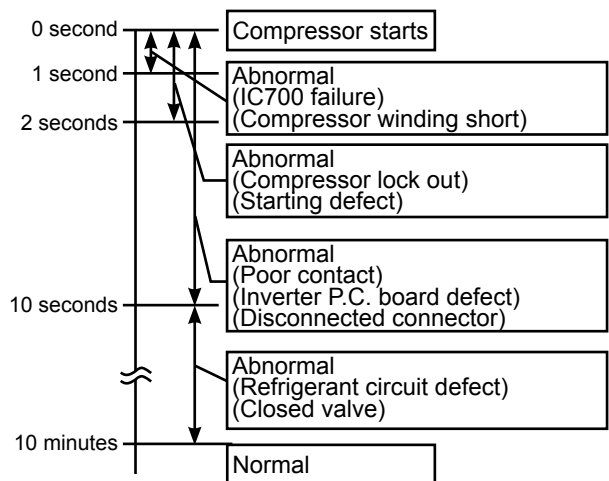 0 second
Compressor starts
1 second
Abnormal
(IC700 failure)
(Compressor winding short)
2 seconds
Abnormal
(Compressor lock out)
(Starting defect)
Abnormal
(Poor contact)
(Inverter P.C. board defect)
(Disconnected connector)
10 seconds
Abnormal
(Refrigerant circuit defect)
(Closed valve)
10 minutes
Normal